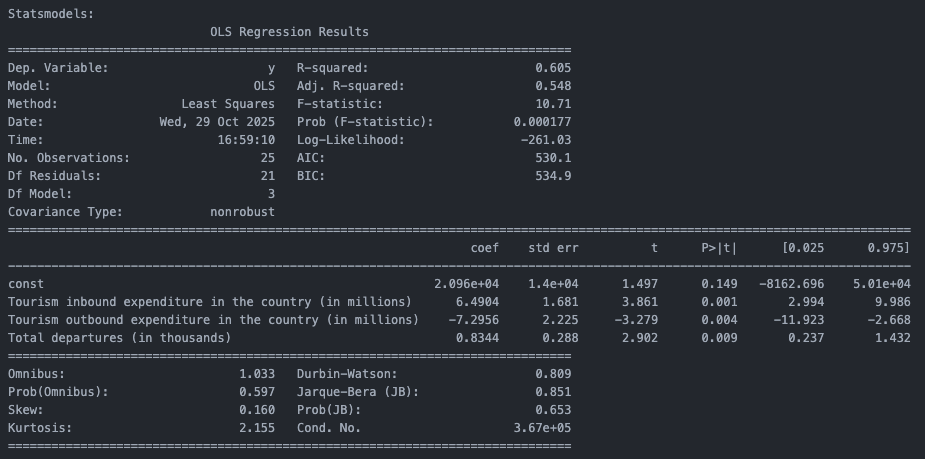 Statsmodels:
                            OLS Regression Results
==============================================================================
Dep. Variable:                      y   R-squared:                       0.605
Model:                            OLS   Adj. R-squared:                  0.548
Method:                 Least Squares   F-statistic:                     10.71
Date:                Wed, 29 Oct 2025   Prob (F-statistic):           0.000177
Time:                        16:59:10   Log-Likelihood:                -261.03
No. Observations:                  25   AIC:                             530.1
Df Residuals:                      21   BIC:                             534.9
Df Model:                           3
Covariance Type:            nonrobust
=============================================================================================================================
                                                                coef    std err          t      P>|t|      [0.025      0.975]
-----------------------------------------------------------------------------------------------------------------------------
const                                                      2.096e+04    1.4e+04      1.497      0.149   -8162.696    5.01e+04
Tourism inbound expenditure in the country (in millions)      6.4904      1.681      3.861      0.001       2.994       9.986
Tourism outbound expenditure in the country (in millions)    -7.2956      2.225     -3.279      0.004     -11.923      -2.668
Total departures (in thousands)                               0.8344      0.288      2.902      0.009       0.237       1.432
==============================================================================
Omnibus:                        1.033   Durbin-Watson:                   0.809
Prob(Omnibus):                  0.597   Jarque-Bera (JB):                0.851
Skew:                           0.160   Prob(JB):                        0.653
Kurtosis:                       2.155   Cond. No.                     3.67e+05
==============================================================================